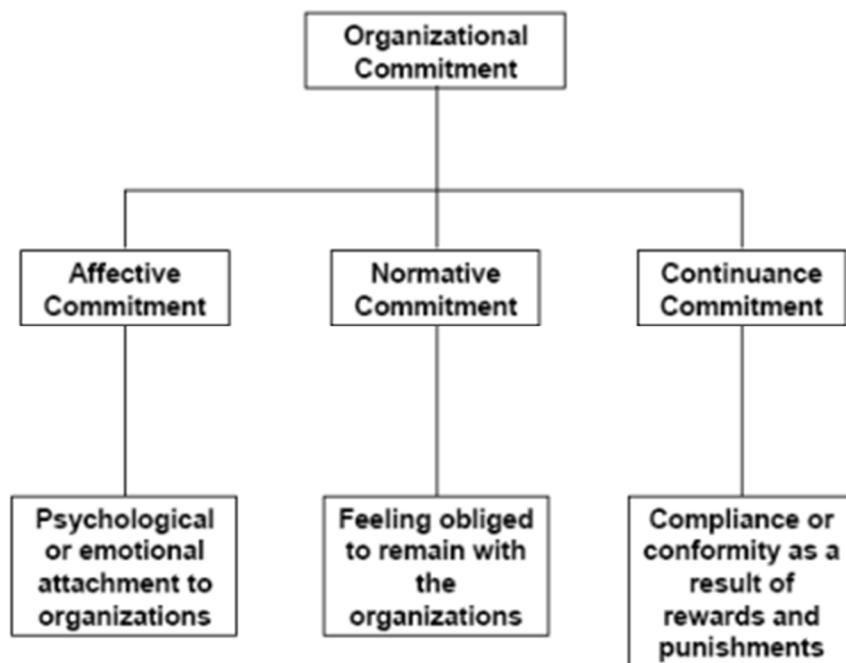 Organizational
Commitment
Affective
Commitment
Normative
Commitment
Continuance
Commitment
Psychological
or emotional
attachment to
organizations
Feeling obliged
to remain with
the
organizations
Compliance or
conformity as a
result of
rewards and
punishments